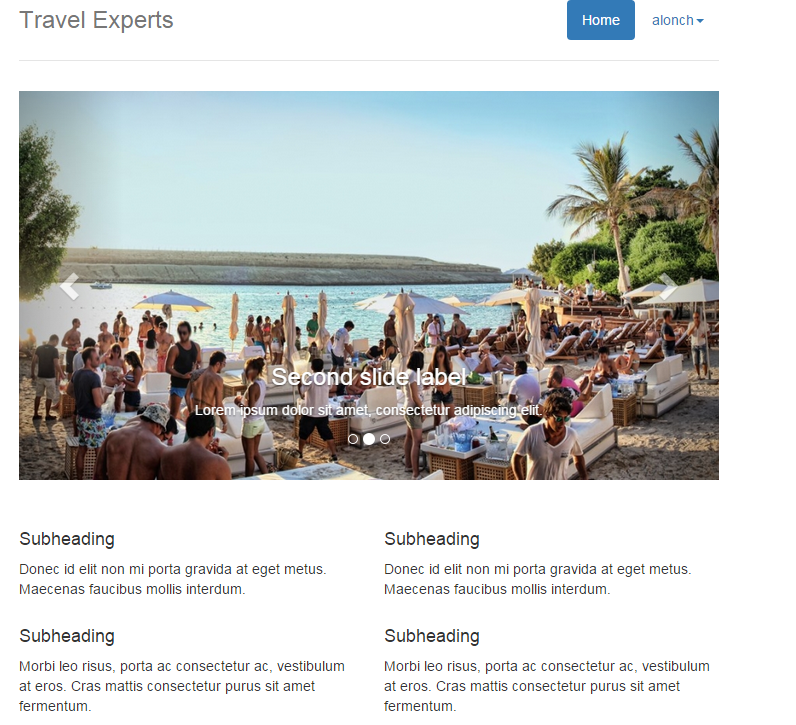 Travel Experts
Home
alonch
Second slide label
Lorem ipsum dolor sit amet, consectetur adipiscing elit.
Subheading
Donec id elit non mi porta gravida at eget metus.
Maecenas faucibus mollis interdum.
Subheading
Morbi leo risus, porta ac consectetur ac, vestibulum
at eros. Cras mattis consectetur purus sit amet
fermentum.
Subheading
Donec id elit non mi porta gravida at eget metus.
Maecenas faucibus mollis interdum.
Subheading
Morbi leo risus, porta ac consectetur ac, vestibulum
at eros. Cras mattis consectetur purus sit amet
fermentum.